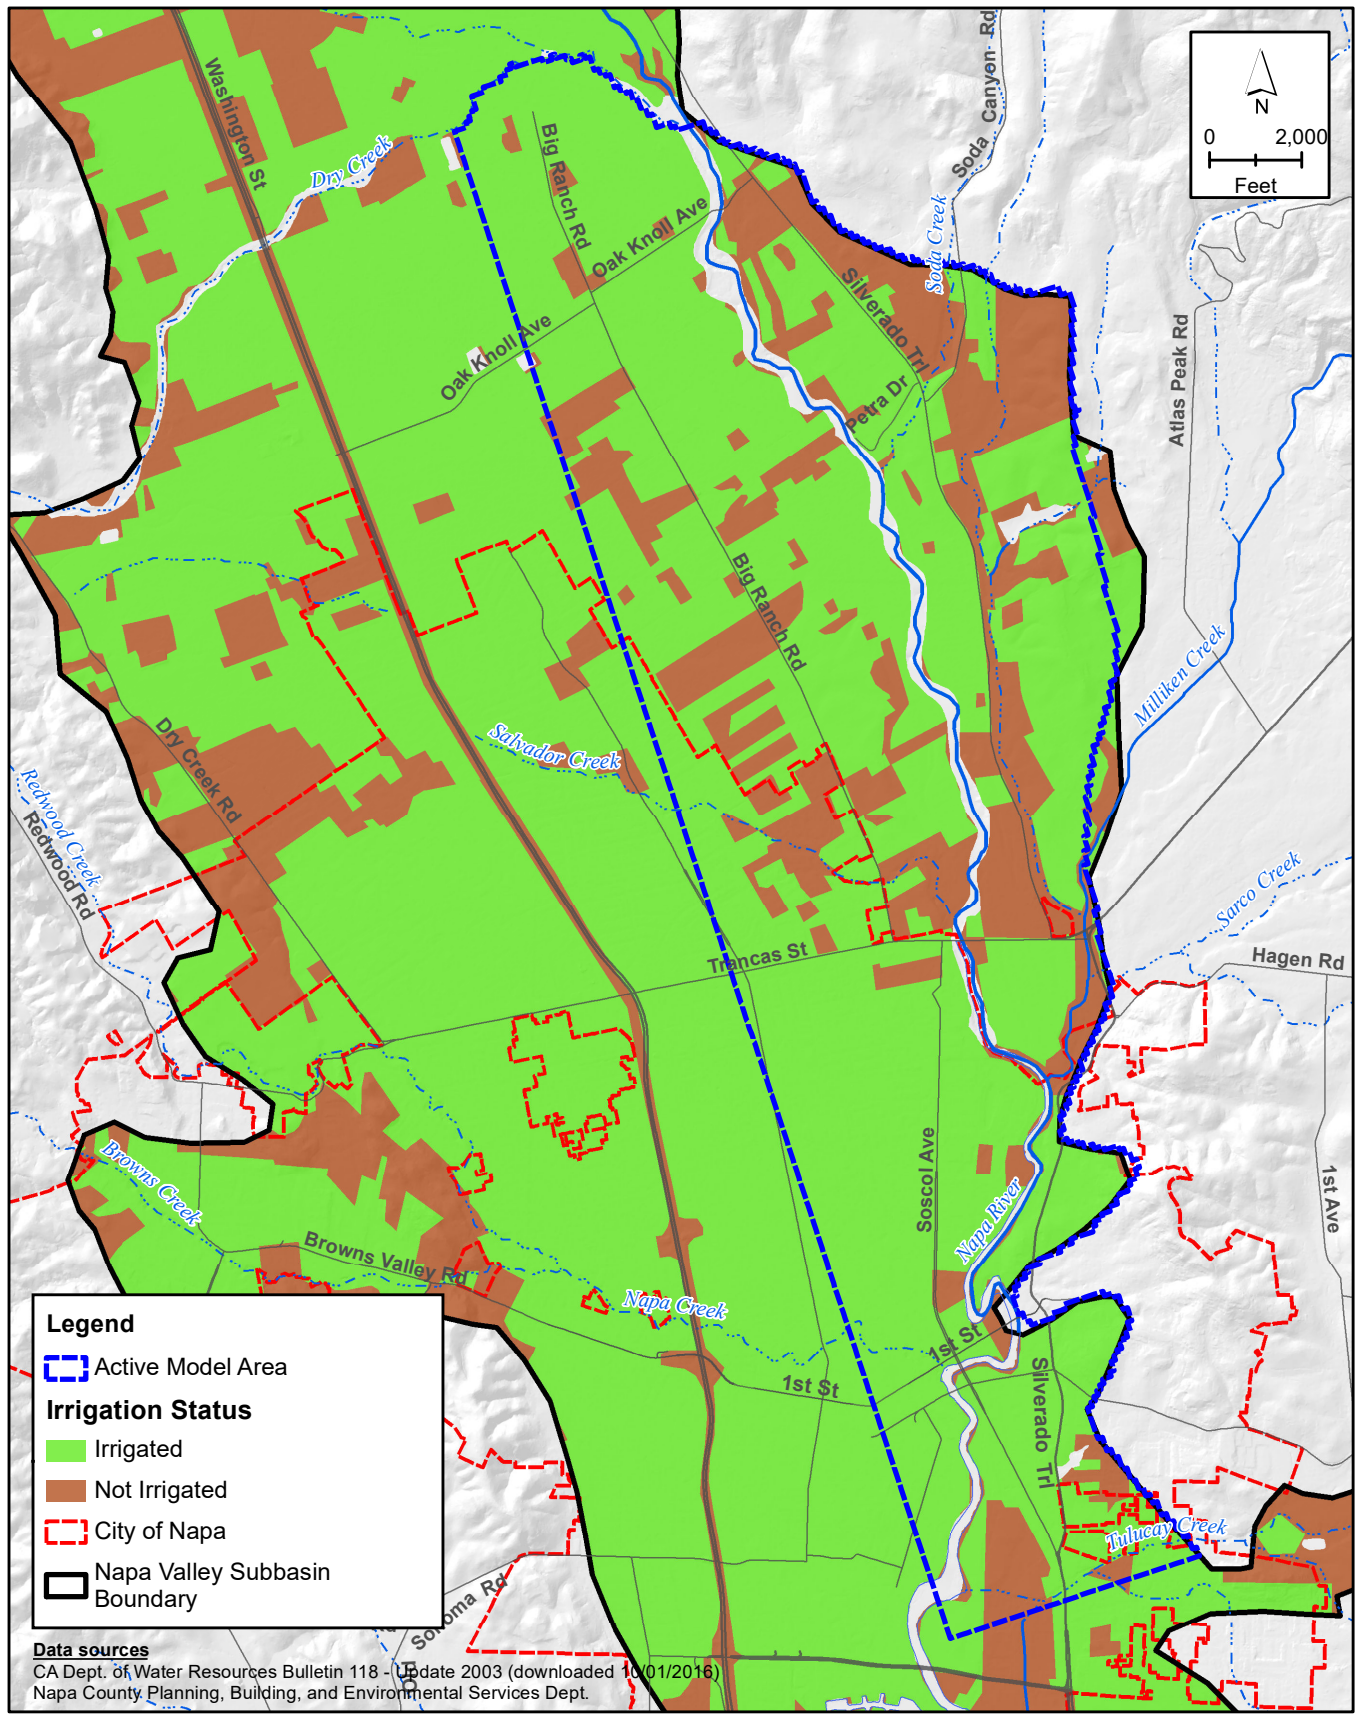 Washington St
Dry Creek
Big Ranch Rd
Oak Knoll Ave
Soda Canyon Rd
N
0 2,000
Feet
Soda Creek
Silverado Trl
Oak Knoll Ave
Petra Dr
Atlas Peak Rd
Big Ranch Rd
Milliken Creek
Salvador Creek
Dry Creek Rd
Redwood Creek
Redwood Rd
Sarco Creek
Hagen Rd
Trancas St
Soscol Ave
Napa River
1st Ave
Browns Creek
Browns Valley Rd
Napa Creek
1st St
1st St
Silverado Trl
Tulucay Creek
Legend
Active Model Area
Irrigation Status
Irrigated
Not Irrigated
City of Napa
Napa Valley Subbasin
Boundary
Data sources
CA Dept. of Water Resources Bulletin 118 - Update 2003 (downloaded 10/01/2016)
Napa County Planning, Building, and Environmental Services Dept.